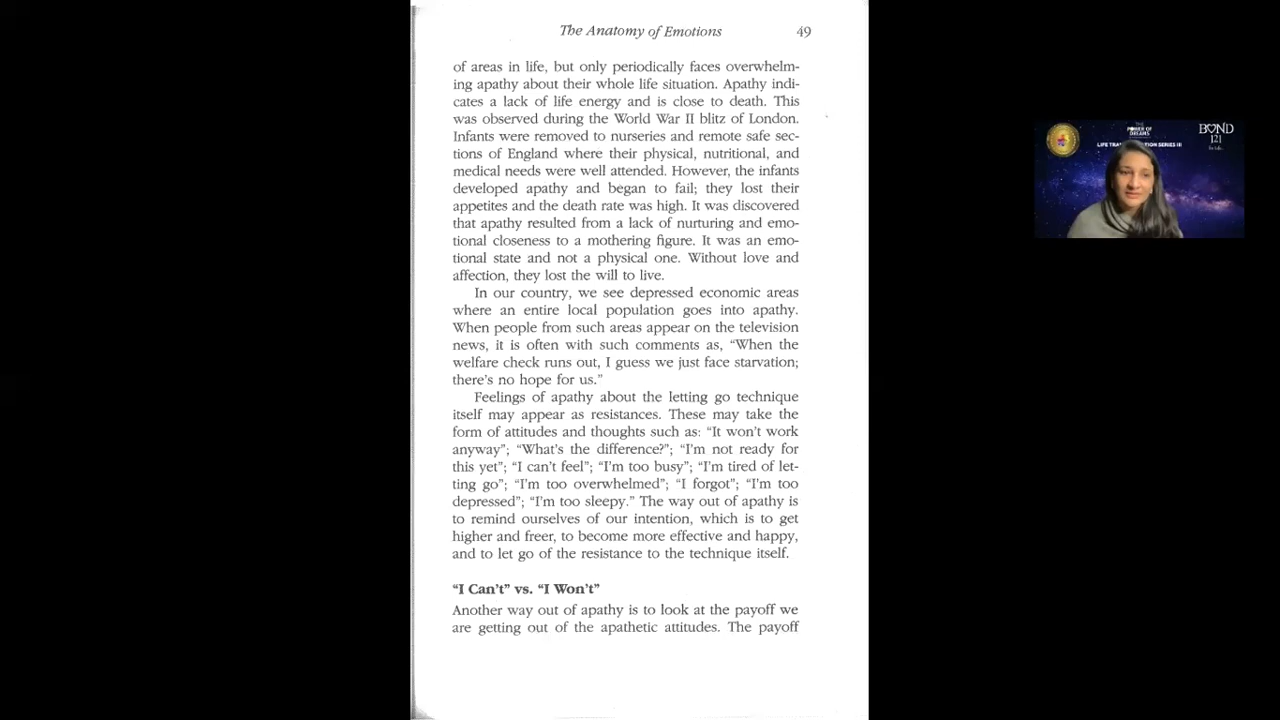 The Anatomy of Emotions 49
of areas in life, but only periodically faces overwhelm-
ing apathy about their whole life situation. Apathy indi-
cates a lack of life energy and is close to death. This
was observed during the World War II blitz of London.
Infants were removed to nurseries and remote safe sec-
tions of England where their physical, nutritional, and
medical needs were well attended. However, the infants
developed apathy and began to fail; they lost their
appetites and the death rate was high. It was discovered
that apathy resulted from a lack of nurturing and emo-
tional closeness to a mothering figure. It was an emo-
tional state and not a physical one. Without love and
affection, they lost the will to live.
In our country, we see depressed economic areas
where an entire local population goes into apathy.
When people from such areas appear on the television
news, it is often with such comments as, “When the
welfare check runs out, I guess we just face starvation;
there’s no hope for us.”
Feelings of apathy about the letting go technique
itself may appear as resistances. These may take the
form of attitudes and thoughts such as: “It won’t work
anyway”; “What’s the difference?”; “I’m not ready for
this yet”; “I can’t feel”; “I’m too busy”; “I’m tired of let-
ting go”; “I’m too overwhelmed”; “I forgot”; “I’m too
depressed”; “I’m too sleepy.” The way out of apathy is
to remind ourselves of our intention, which is to get
higher and freer, to become more effective and happy,
and to let go of the resistance to the technique itself.
“I Can’t” vs. “I Won’t”
Another way out of apathy is to look at the payoff we
are getting out of the apathetic attitudes. The payoff
THE
POWER OF
DREAMS
LIFE TRA TION SERIES III
BOND
121